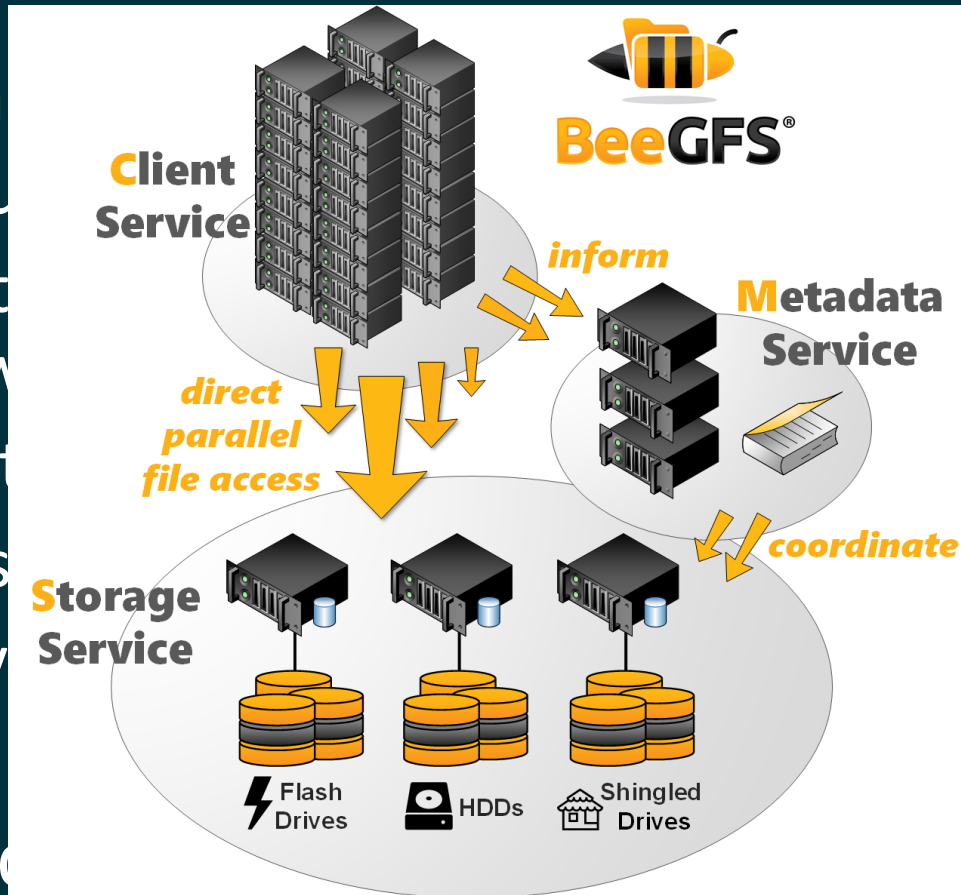 BeeGFS®
Client
Service
inform
Metadata
Service
direct
parallel
file access
coordinate
Storage
Service
Flash
Drives
HDDs
Shingled
Drives